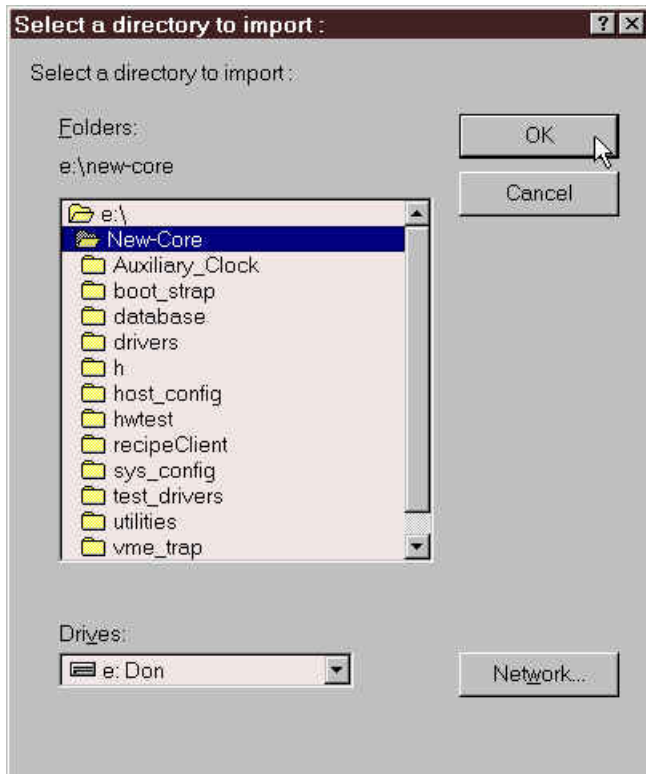 Select a directory to import :
Select a directory to import :
Folders:
e:\new-core
e:\
New-Core
Auxiliary_Clock
boot_strap
database
drivers
h
host_config
hwtest
recipeClient
sys_config
test_drivers
utilities
vme_trap
OK
Cancel
Drives:
e: Don
Network...